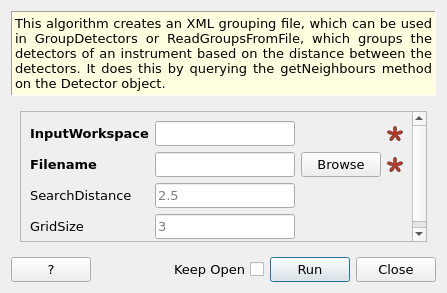 This algorithm creates an XML grouping file, which can be used
in GroupDetectors or ReadGroupsFromFile, which groups the
detectors of an instrument based on the distance between the
detectors. It does this by querying the getNeighbours method
on the Detector object.
InputWorkspace
Filename Browse
SearchDistance 2.5
GridSize 3
? Keep Open Run Close